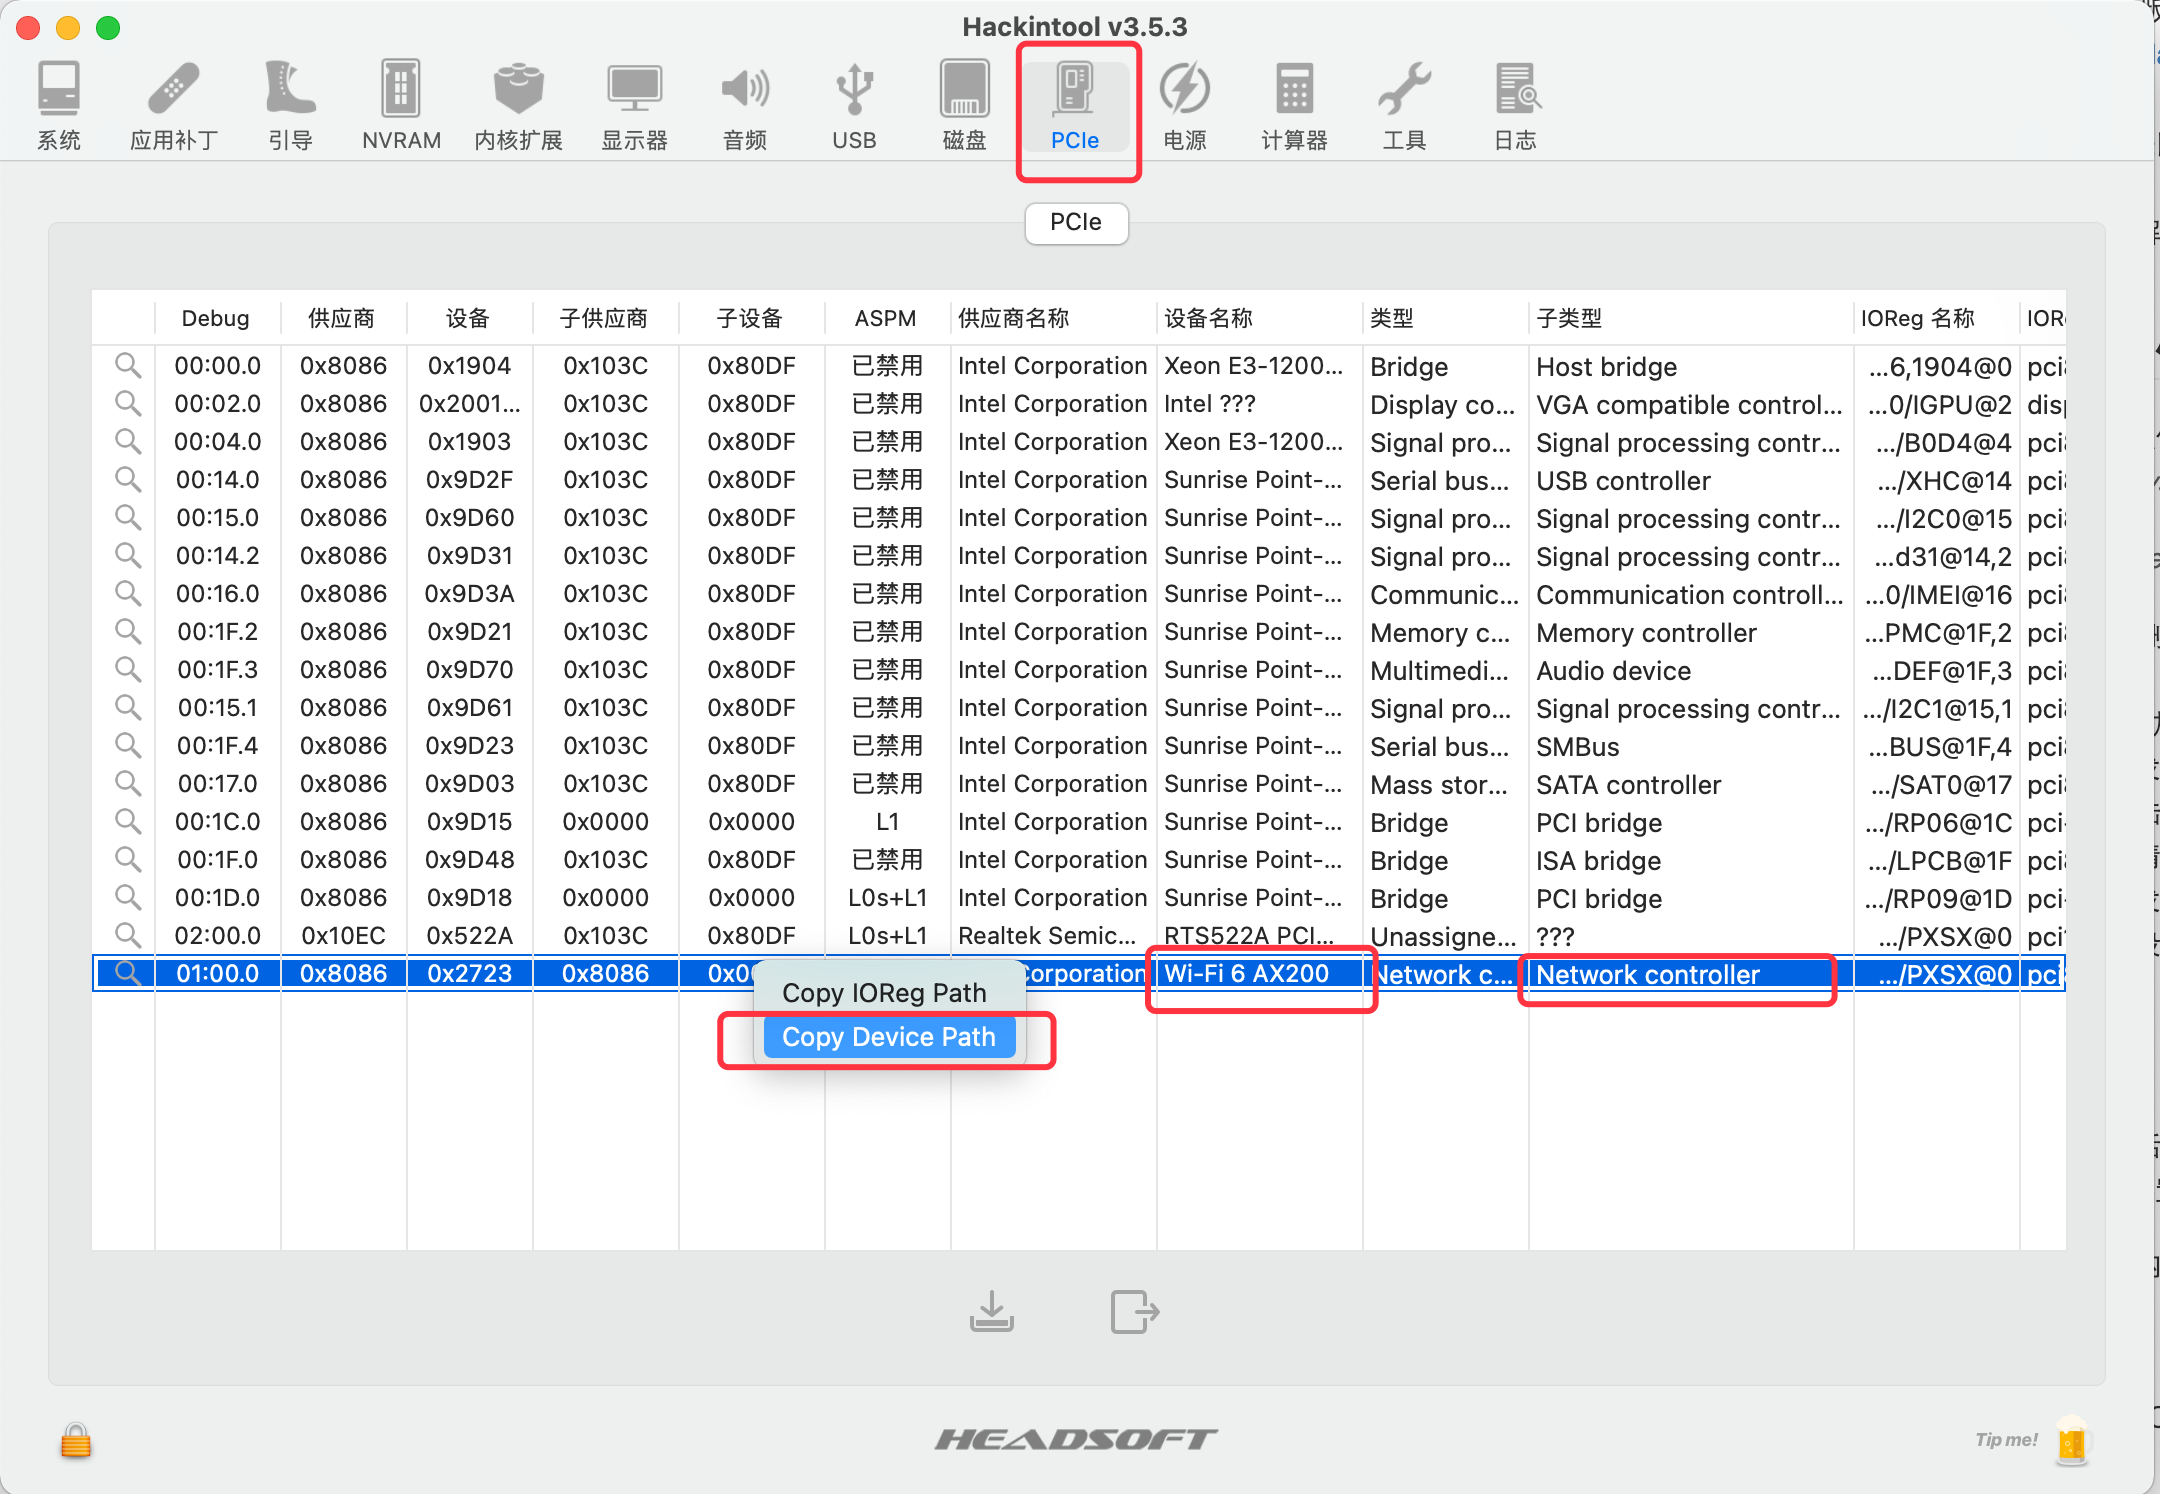 Hackintool v3.5.3
系统 应用补丁 引导 NVRAM 内核扩展 显示器 音频 USB 磁盘 PCIe 电源 计算器 工具 日志
PCIe
Debug 供应商 设备 子供应商 子设备 ASPM 供应商名称 设备名称 类型 子类型 IOReg 名称 IORe
00:00.0 0x8086 0x1904 0x103C 0x80DF 已禁用 Intel Corporation Xeon E3-1200... Bridge Host bridge ...6,1904@0 pci8
00:02.0 0x8086 0x2001... 0x103C 0x80DF 已禁用 Intel Corporation Intel ??? Display co... VGA compatible control... ...0/IGPU@2 disp
00:04.0 0x8086 0x1903 0x103C 0x80DF 已禁用 Intel Corporation Xeon E3-1200... Signal pro... Signal processing contr... .../B0D4@4 pci8
00:14.0 0x8086 0x9D2F 0x103C 0x80DF 已禁用 Intel Corporation Sunrise Point-... Serial bus... USB controller .../XHC@14 pci8
00:15.0 0x8086 0x9D60 0x103C 0x80DF 已禁用 Intel Corporation Sunrise Point-... Signal pro... Signal processing contr... .../I2C0@15 pci8
00:14.2 0x8086 0x9D31 0x103C 0x80DF 已禁用 Intel Corporation Sunrise Point-... Signal pro... Signal processing contr... ...d31@14,2 pci8
00:16.0 0x8086 0x9D3A 0x103C 0x80DF 已禁用 Intel Corporation Sunrise Point-... Communic... Communication controll... ...0/IMEI@16 pci8
00:1F.2 0x8086 0x9D21 0x103C 0x80DF 已禁用 Intel Corporation Sunrise Point-... Memory c... Memory controller ...PMC@1F,2 pci8
00:1F.3 0x8086 0x9D70 0x103C 0x80DF 已禁用 Intel Corporation Sunrise Point-... Multimedi... Audio device ...DEF@1F,3 pci8
00:15.1 0x8086 0x9D61 0x103C 0x80DF 已禁用 Intel Corporation Sunrise Point-... Signal pro... Signal processing contr... .../I2C1@15,1 pci8
00:1F.4 0x8086 0x9D23 0x103C 0x80DF 已禁用 Intel Corporation Sunrise Point-... Serial bus... SMBus ...BUS@1F,4 pci8
00:17.0 0x8086 0x9D03 0x103C 0x80DF 已禁用 Intel Corporation Sunrise Point-... Mass stor... SATA controller .../SAT0@17 pci8
00:1C.0 0x8086 0x9D15 0x0000 0x0000 L1 Intel Corporation Sunrise Point-... Bridge PCI bridge .../RP06@1C pci-
00:1F.0 0x8086 0x9D48 0x103C 0x80DF 已禁用 Intel Corporation Sunrise Point-... Bridge ISA bridge .../LPCB@1F pci8
00:1D.0 0x8086 0x9D18 0x0000 0x0000 L0s+L1 Intel Corporation Sunrise Point-... Bridge PCI bridge .../RP09@1D pci-
02:00.0 0x10EC 0x522A 0x103C 0x80DF L0s+L1 Realtek Semic... RTS522A PCI... Unassigne... ??? .../PXSX@0 pci1
01:00.0 0x8086 0x2723 0x8086 0x00 Corporation Wi-Fi 6 AX200 Network c... Network controller .../PXSX@0 pci
Copy IOReg Path
Copy Device Path
HEADSOFT
Tip me!